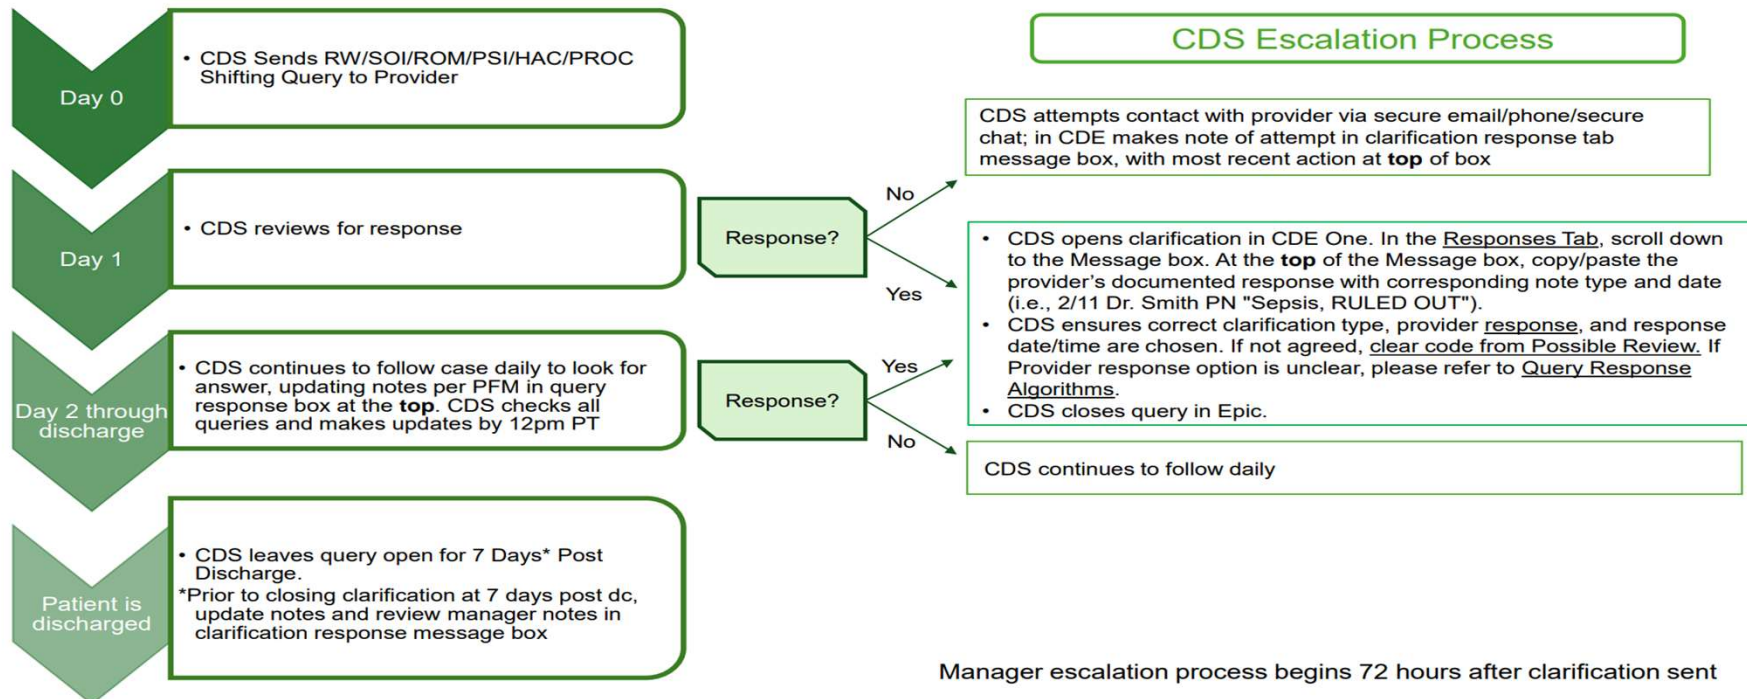 CDS Escalation Process
Day 0
• CDS Sends RW/SOI/ROM/PSI/HAC/PROC
Shifting Query to Provider
Day 1
• CDS reviews for response
Response?
No
CDS attempts contact with provider via secure email/phone/secure
chat; in CDE makes note of attempt in clarification response tab
message box, with most recent action at top of box
Yes
• CDS opens clarification in CDE One. In the Responses Tab, scroll down
to the Message box. At the top of the Message box, copy/paste the
provider’s documented response with corresponding note type and date
(i.e., 2/11 Dr. Smith PN "Sepsis, RULED OUT").
• CDS ensures correct clarification type, provider response, and response
date/time are chosen. If not agreed, clear code from Possible Review. If
Provider response option is unclear, please refer to Query Response
Algorithms.
• CDS closes query in Epic.
Day 2 through
discharge
• CDS continues to follow case daily to look for
answer, updating notes per PFM in query
response box at the top. CDS checks all
queries and makes updates by 12pm PT
Response?
Yes
No
CDS continues to follow daily
Patient is
discharged
• CDS leaves query open for 7 Days* Post
Discharge.
*Prior to closing clarification at 7 days post dc,
update notes and review manager notes in
clarification response message box
Manager escalation process begins 72 hours after clarification sent